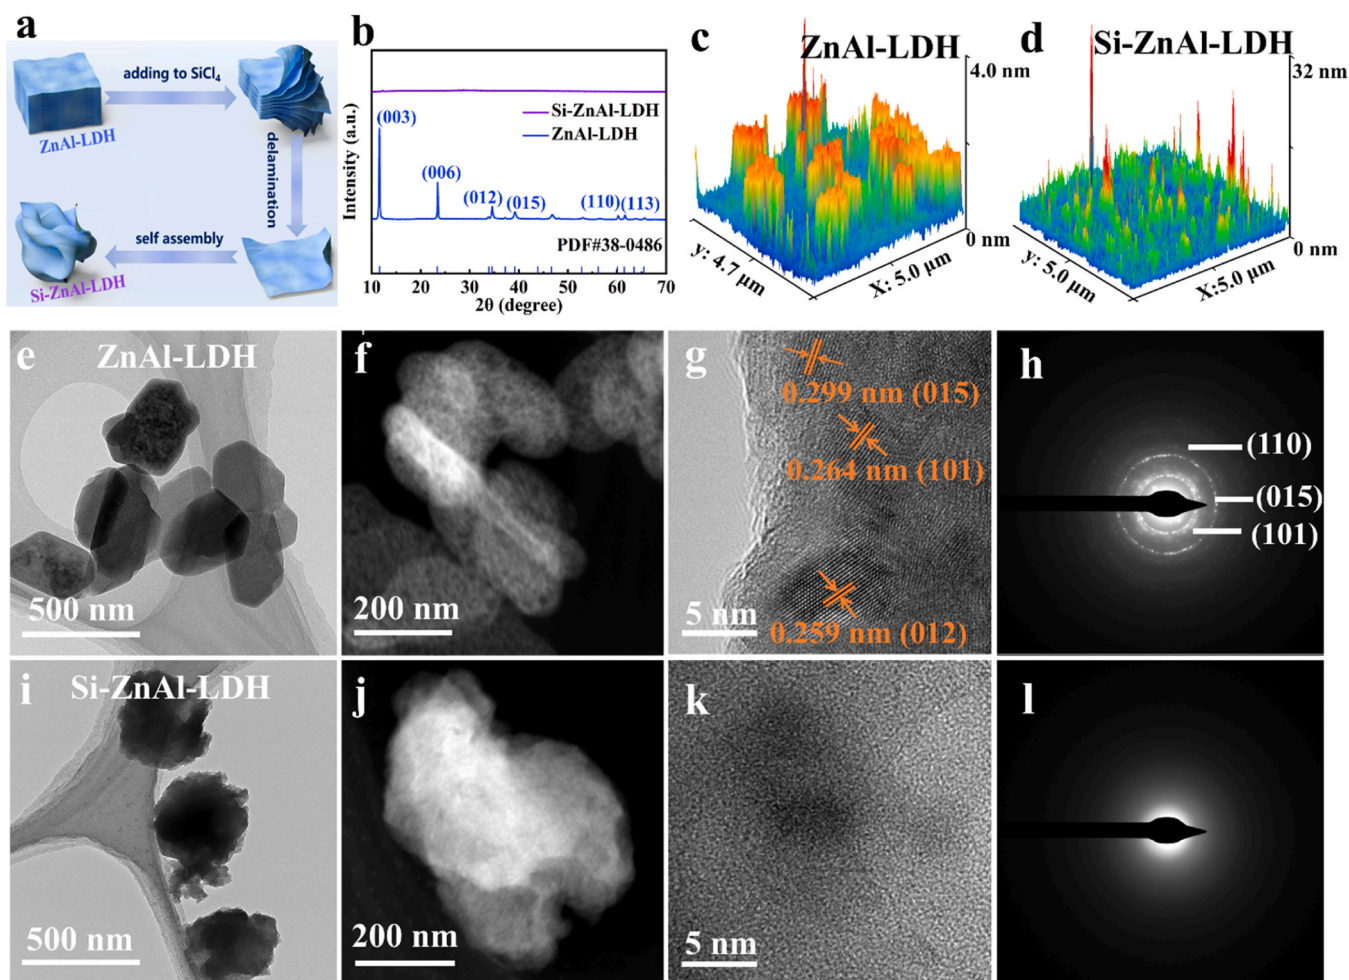 a
adding to SiCl₄
ZnAl-LDH
delamination
self assembly
Si-ZnAl-LDH
b
Intensity (a.u.)
Si-ZnAl-LDH
ZnAl-LDH
(003)
(006)
(012)
(015)
(110)
(113)
PDF#38-0486
10 20 30 40 50 60 70
2θ (degree)
c
ZnAl-LDH
4.0 nm
0 nm
y: 4.7 μm
X: 5.0 μm
d
Si-ZnAl-LDH
32 nm
0 nm
y: 5.0 μm
X:5.0 μm
e
ZnAl-LDH
500 nm
f
200 nm
g
0.299 nm (015)
0.264 nm (101)
0.259 nm (012)
5 nm
h
(110)
(015)
(101)
i
Si-ZnAl-LDH
500 nm
j
200 nm
k
5 nm
l